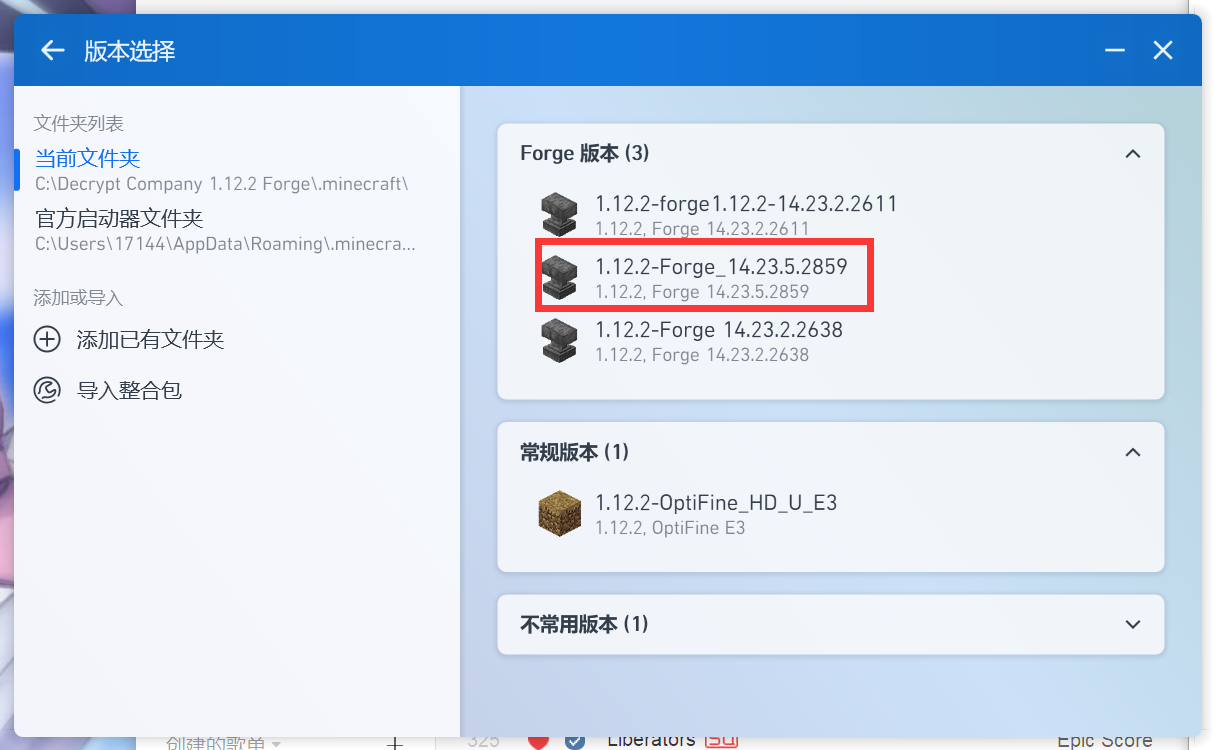 版本选择
文件夹列表
当前文件夹
C:\Decrypt Company 1.12.2 Forge\.minecraft\
官方启动器文件夹
C:\Users\17144\AppData\Roaming\.minecra...
添加或导入
添加已有文件夹
导入整合包
Forge 版本 (3)
1.12.2-forge1.12.2-14.23.2.2611
1.12.2, Forge 14.23.2.2611
1.12.2-Forge_14.23.5.2859
1.12.2, Forge 14.23.5.2859
1.12.2-Forge 14.23.2.2638
1.12.2, Forge 14.23.2.2638
常规版本 (1)
1.12.2-OptiFine_HD_U_E3
1.12.2, OptiFine E3
不常用版本 (1)
创建的歌单
325
Liberators
SQ
Epic Score